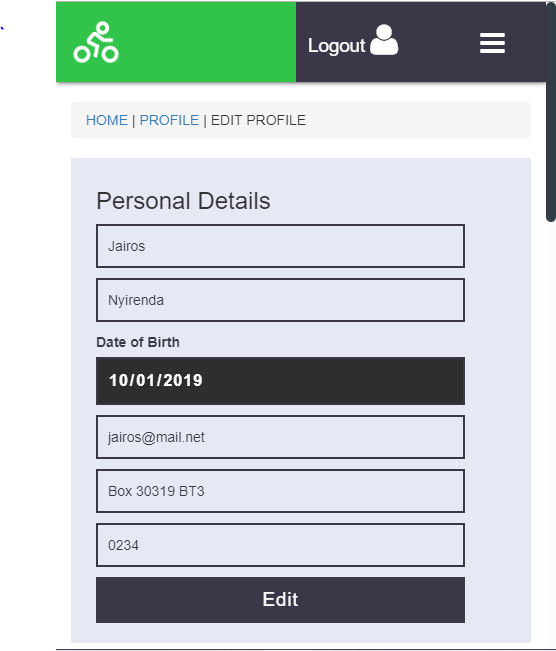 Logout
HOME | PROFILE | EDIT PROFILE
Personal Details
Jairos
Nyirenda
Date of Birth
10/01/2019
jairos@mail.net
Box 30319 BT3
0234
Edit